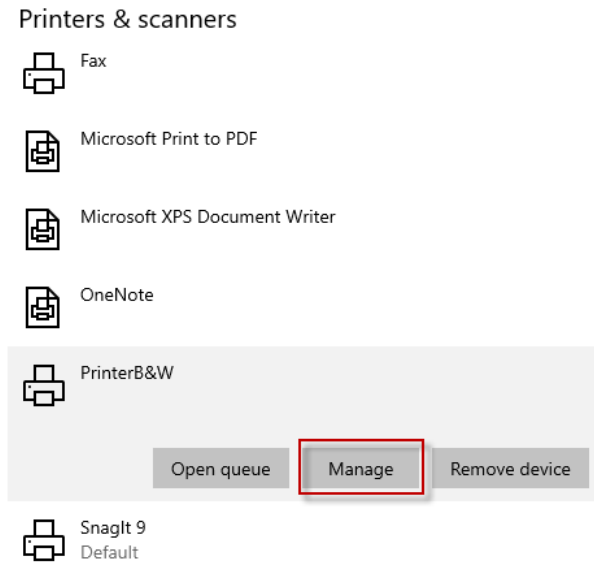 Printers & scanners
Fax
Microsoft Print to PDF
Microsoft XPS Document Writer
OneNote
PrinterB&W
Open queue Manage Remove device
SnagIt 9
Default